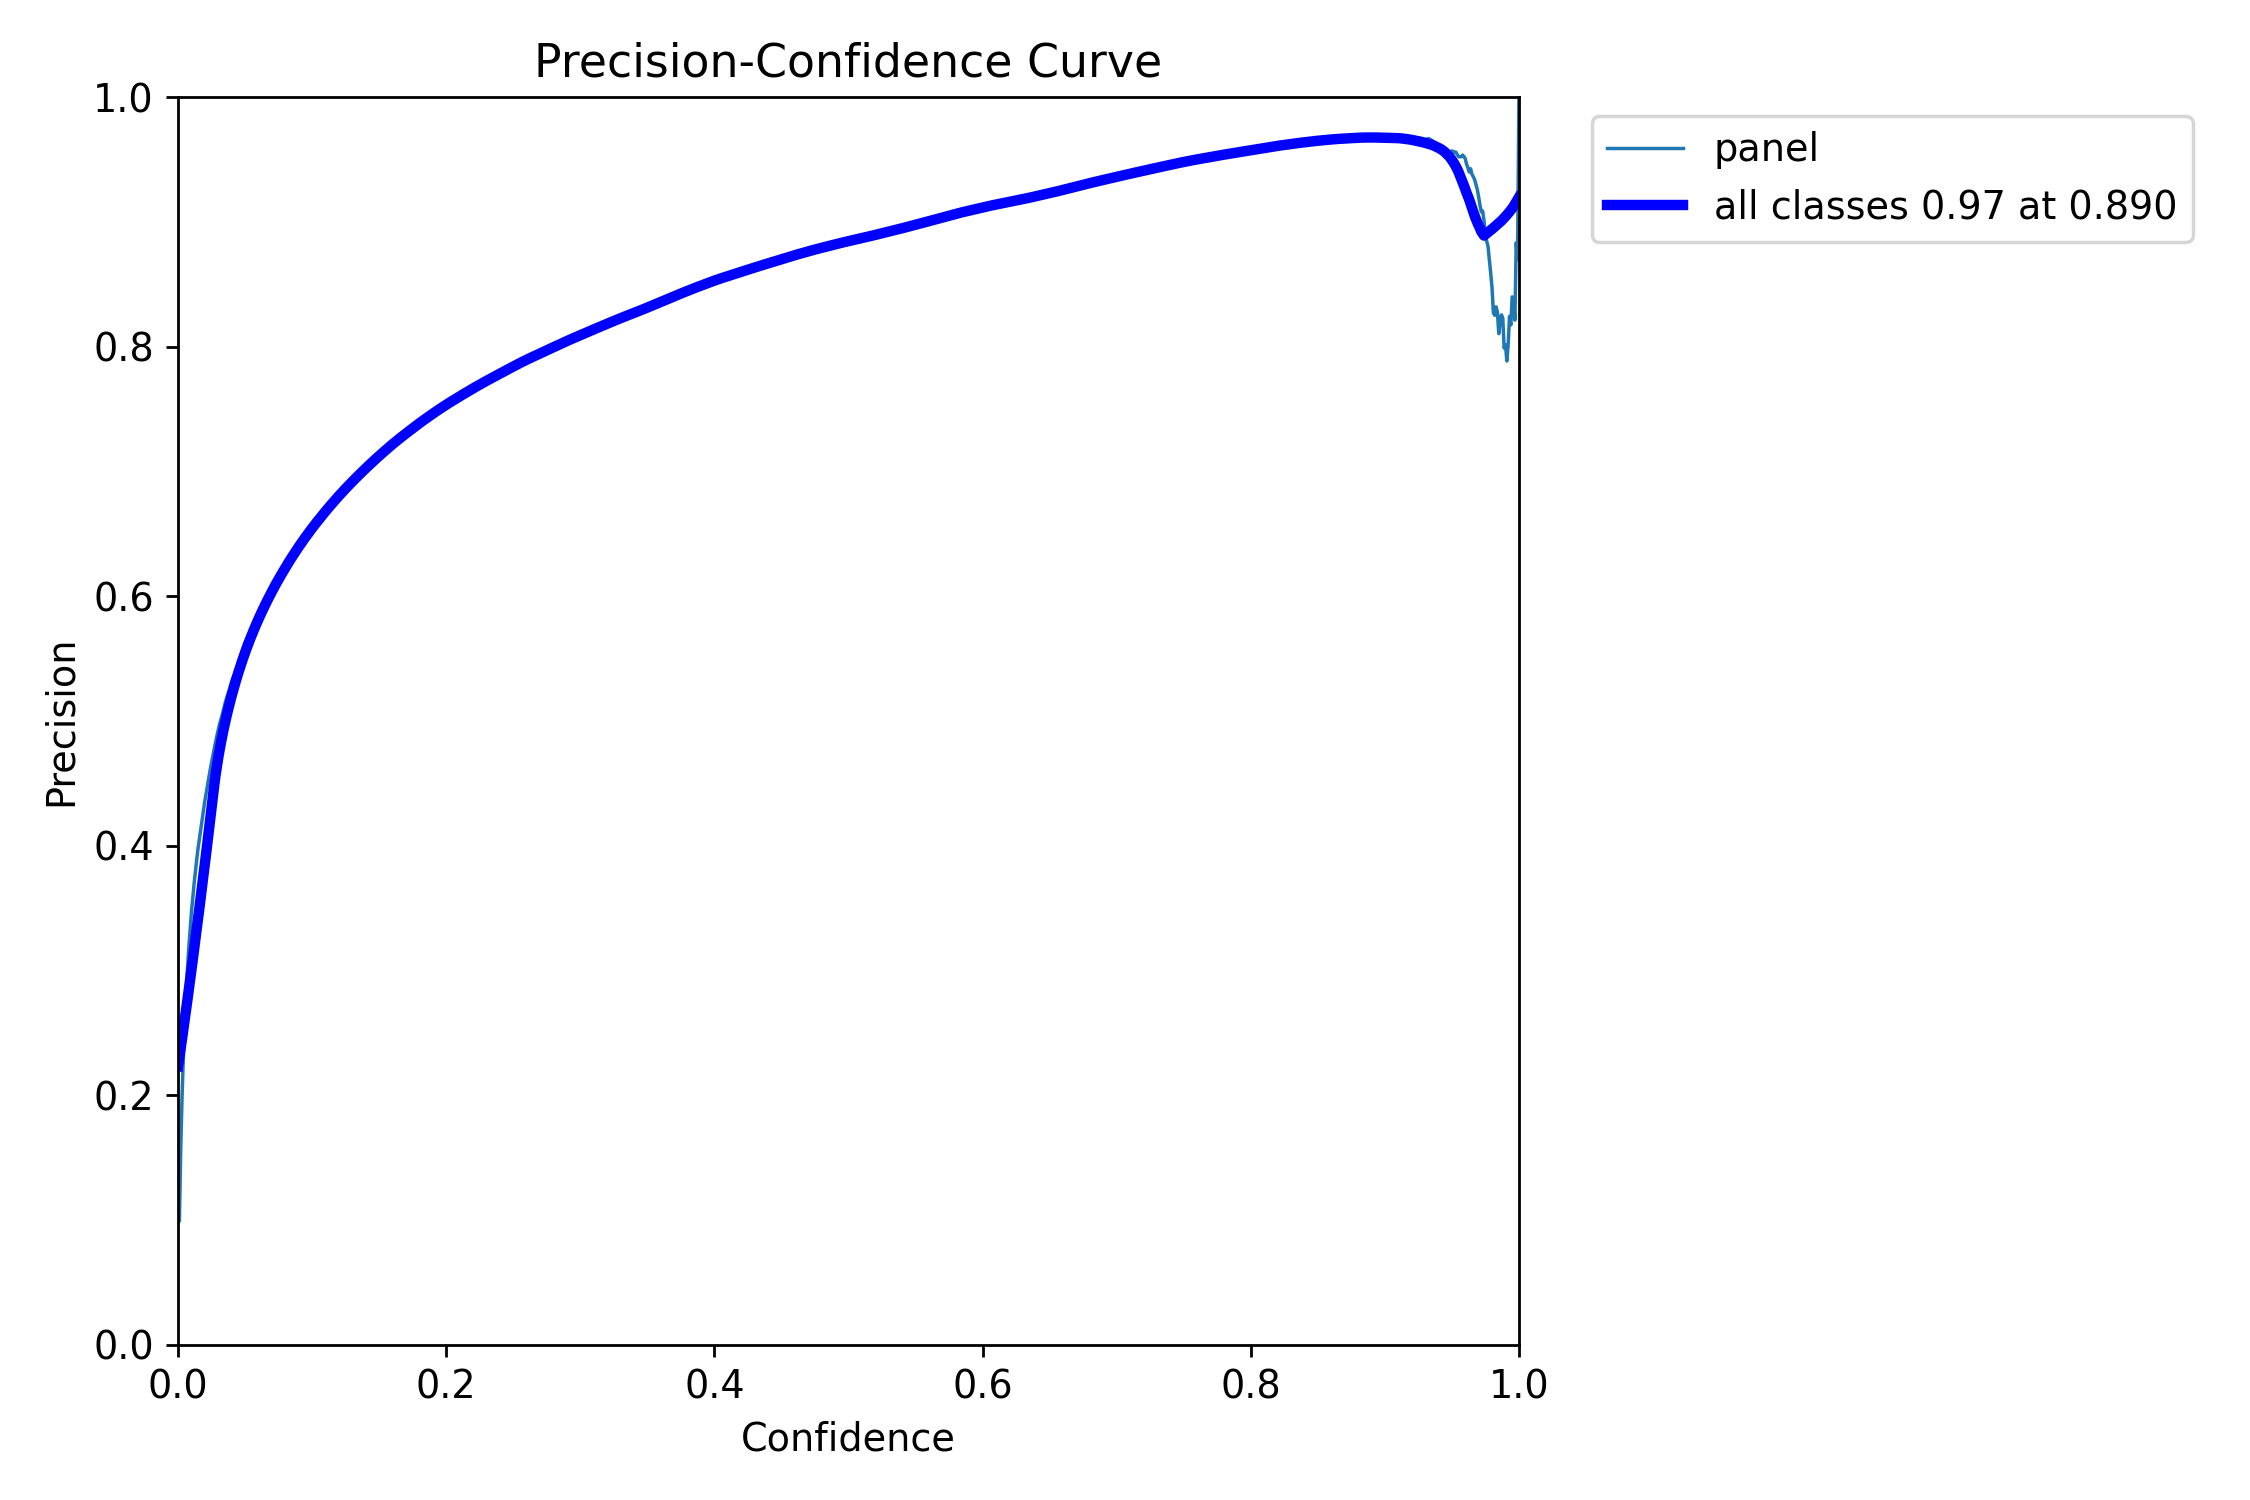 Precision-Confidence Curve
1.0
0.8
0.6
0.4
0.2
0.0
Precision
0.0 0.2 0.4 0.6 0.8 1.0
Confidence
panel
all classes 0.97 at 0.890